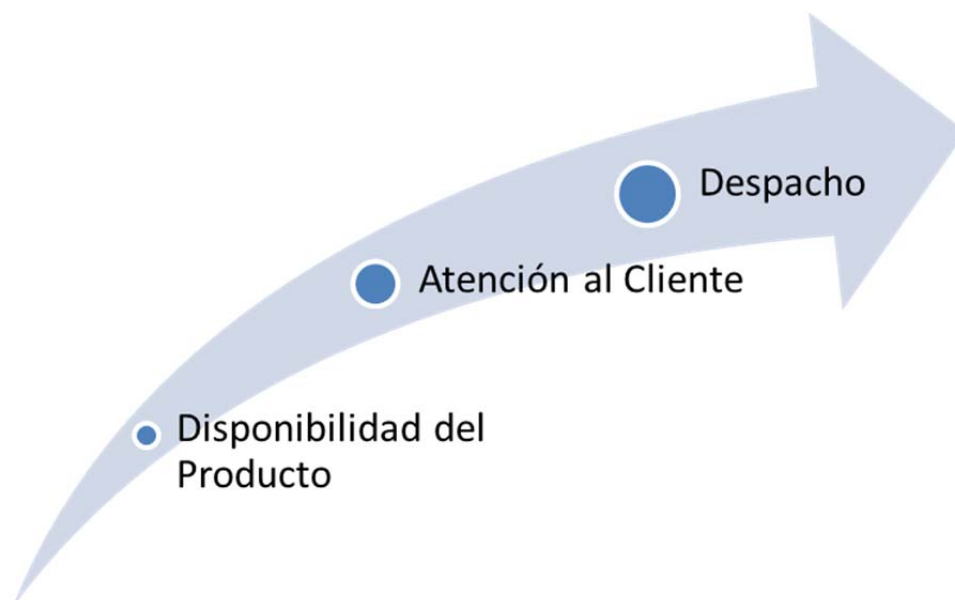 Despacho
Atención al Cliente
Disponibilidad del
Producto